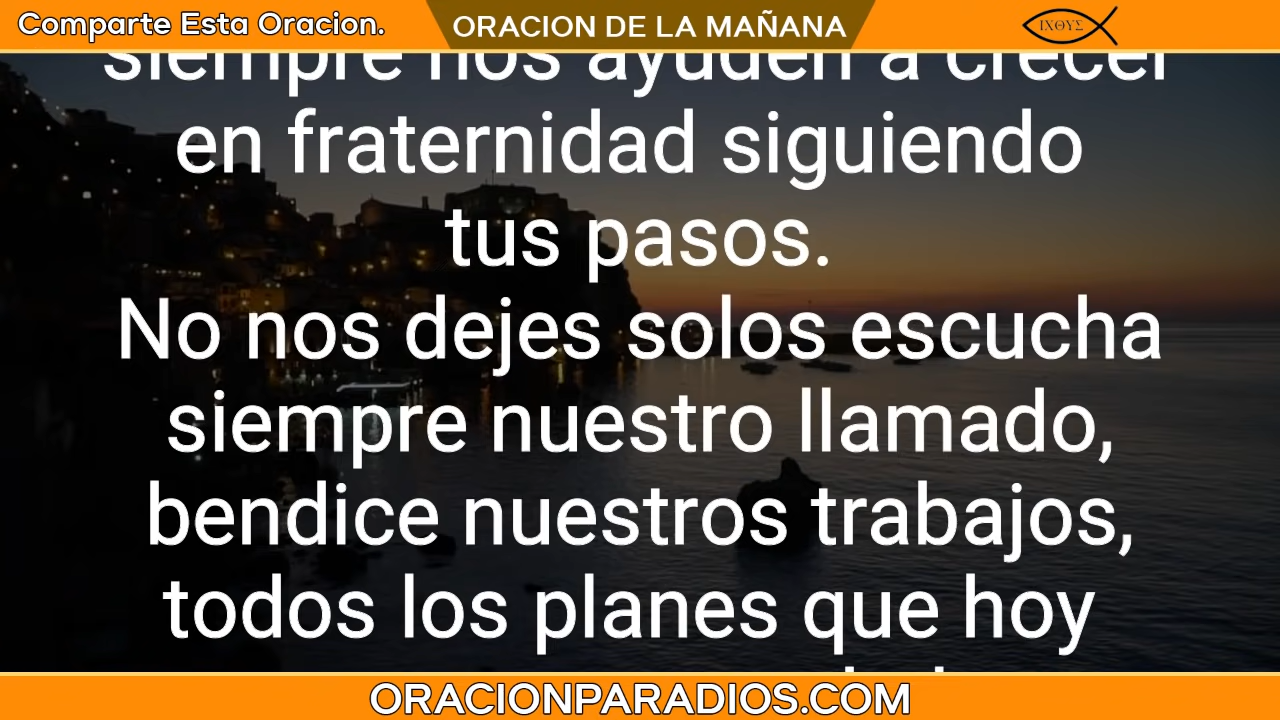 Comparte Esta Oracion.
ORACION DE LA MAÑANA
ΙΧΘΥΣ
siempre nos ayuden a crecer
en fraternidad siguiendo
tus pasos.
No nos dejes solos escucha
siempre nuestro llamado,
bendice nuestros trabajos,
todos los planes que hoy
ORACIONPARADIOS.COM